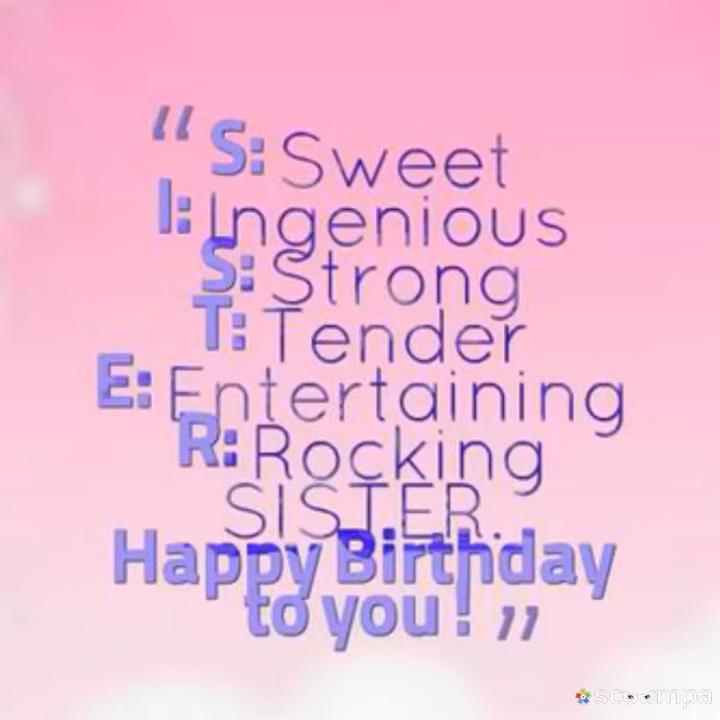 “ S: Sweet
I: Ingenious
S: Strong
T: Tender
E: Entertaining
R: Rocking
SISTER.
Happy Birthday
to you! ”
scoompa